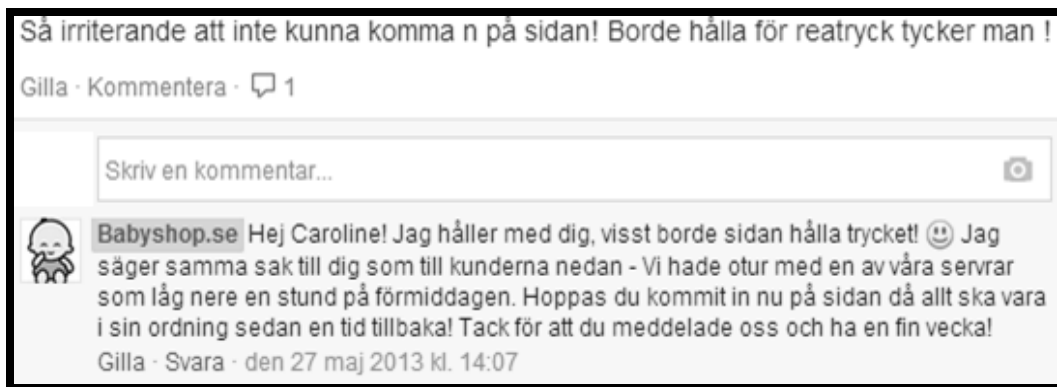 Så irriterande att inte kunna komma n på sidan! Borde hålla för reatryck tycker man !
Gilla · Kommentera · 1
Skriv en kommentar...
Babyshop.se Hej Caroline! Jag håller med dig, visst borde sidan hålla trycket! Jag
säger samma sak till dig som till kunderna nedan - Vi hade otur med en av våra servrar
som låg nere en stund på förmiddagen. Hoppas du kommit in nu på sidan då allt ska vara
i sin ordning sedan en tid tillbaka! Tack för att du meddelade oss och ha en fin vecka!
Gilla · Svara · den 27 maj 2013 kl. 14:07